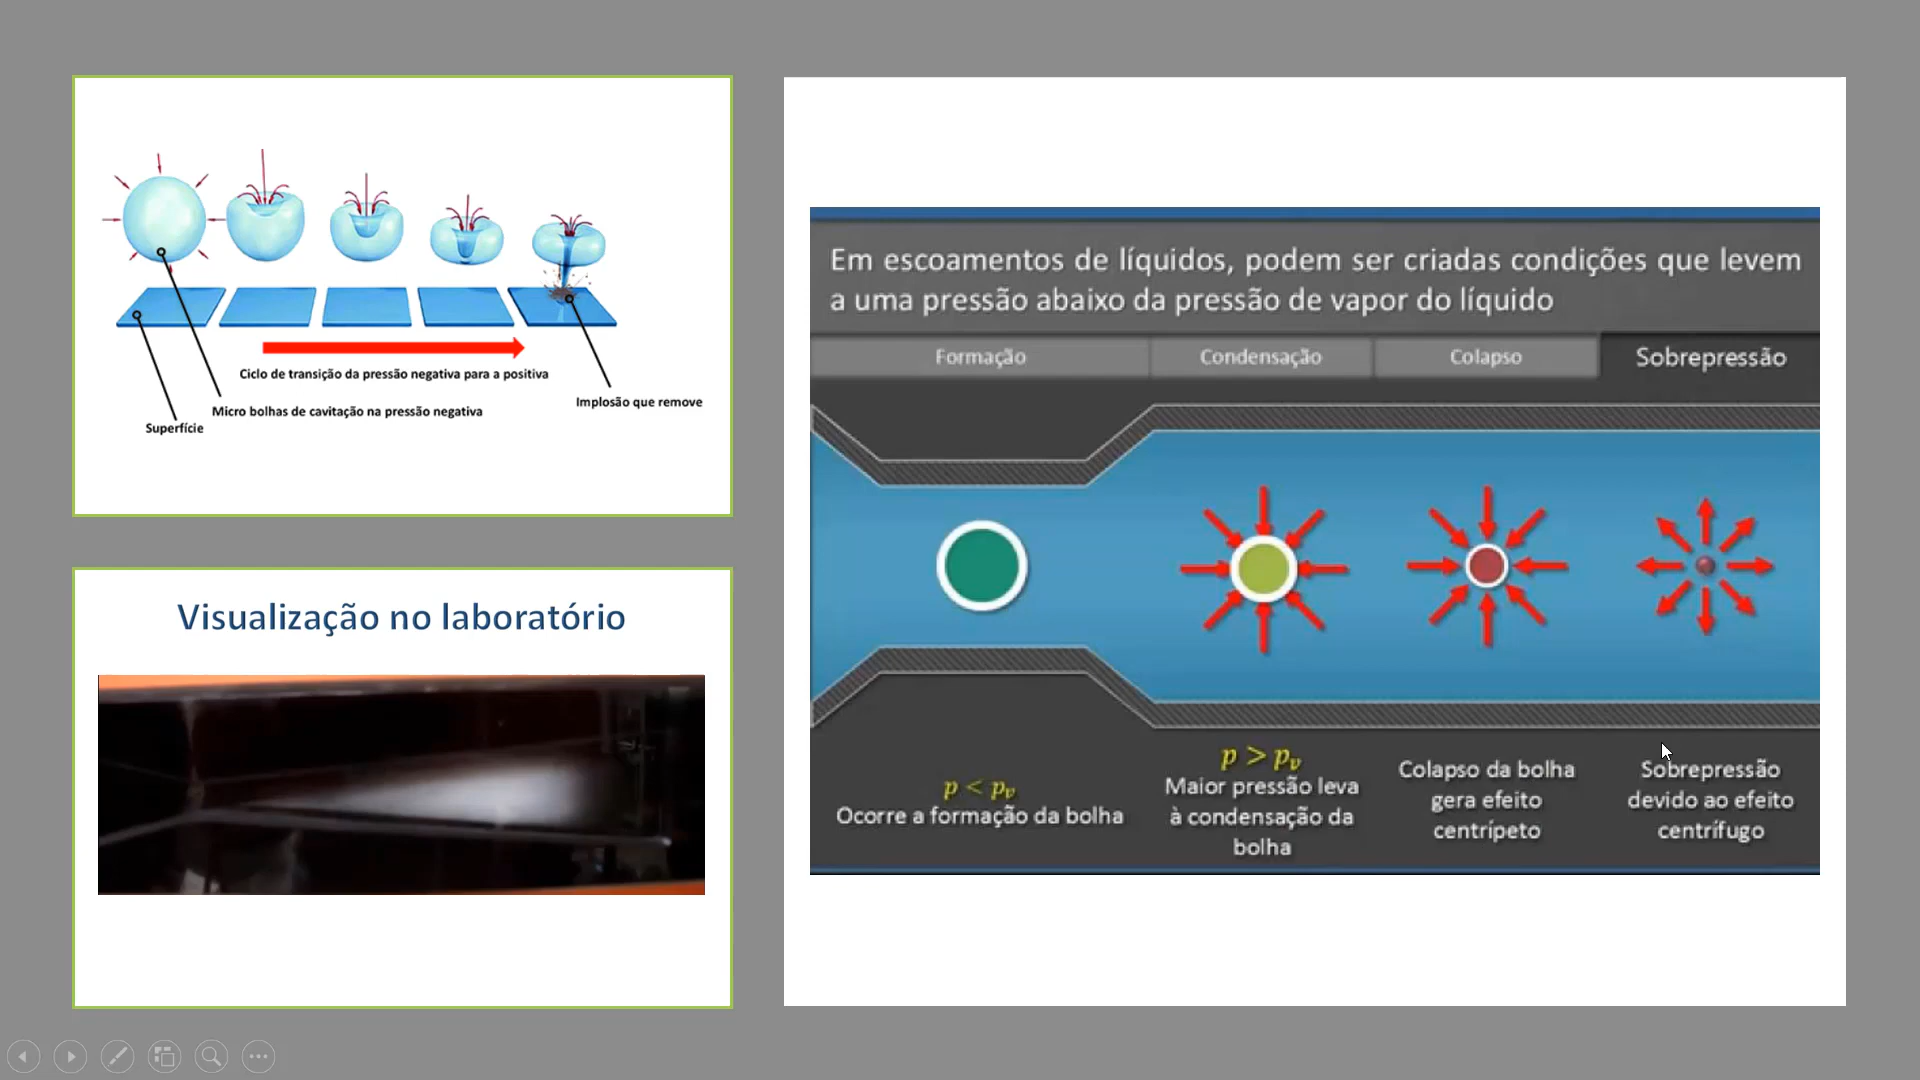 Ciclo de transição da pressão negativa para a positiva
Implosão que remove
Micro bolhas de cavitação na pressão negativa
Superfície
Visualização no laboratório
Em escoamentos de líquidos, podem ser criadas condições que levem
a uma pressão abaixo da pressão de vapor do líquido
Formação
Condensação
Colapso
Sobrepressão
p < pᵥ
Ocorre a formação da bolha
p > pᵥ
Maior pressão leva
à condensação da
bolha
Colapso da bolha
gera efeito
centrípeto
Sobrepressão
devido ao efeito
centrífugo